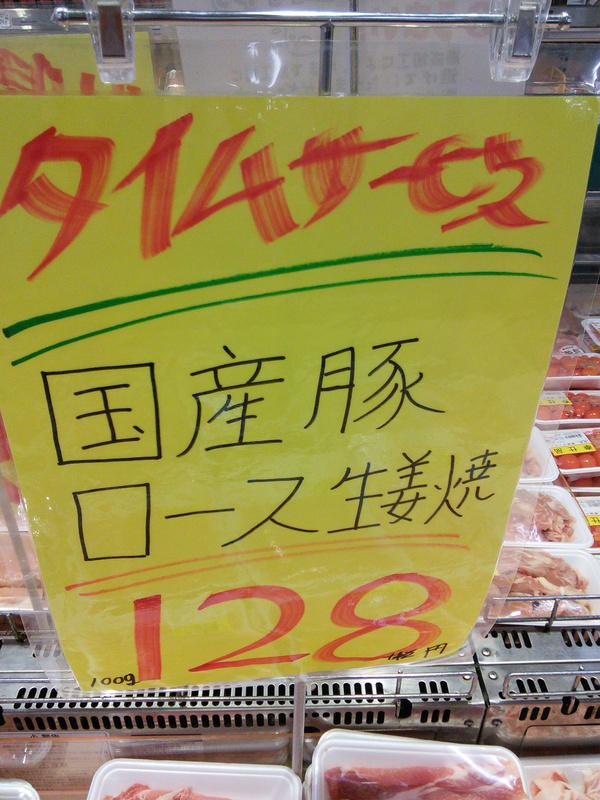 タイムサービス
国産豚
ロース生姜焼
128
100g 円